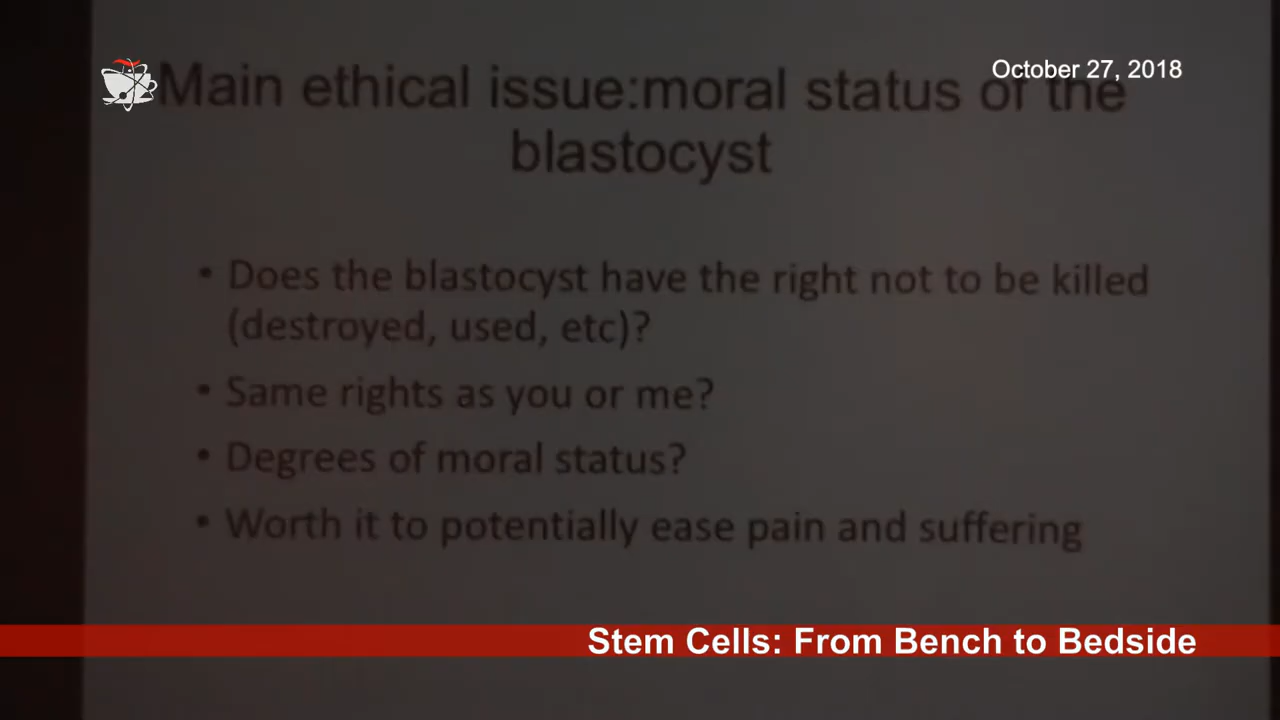 October 27, 2018
Main ethical issue:moral status of the
blastocyst
• Does the blastocyst have the right not to be killed
(destroyed, used, etc)?
• Same rights as you or me?
• Degrees of moral status?
• Worth it to potentially ease pain and suffering
Stem Cells: From Bench to Bedside